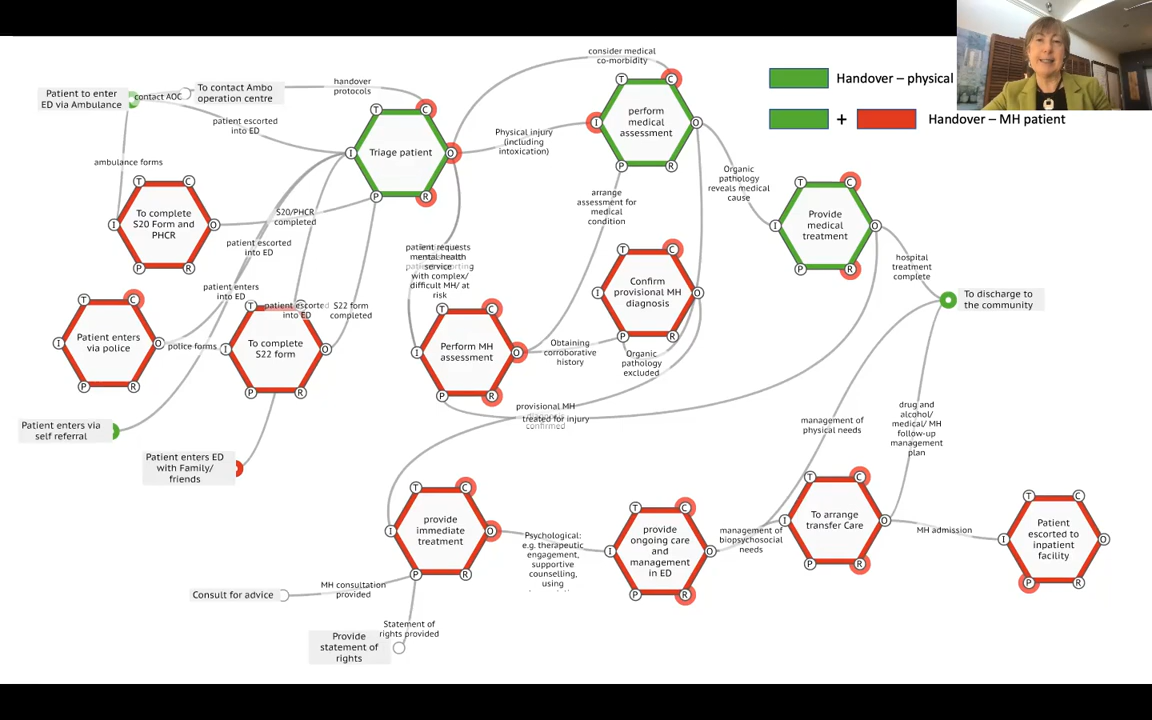 Handover – physical
+
Handover – MH patient
Patient to enter
ED via Ambulance
contact AOC
To contact Ambo
operation centre
handover
protocols
patient escorted
into ED
ambulance forms
T
C
I
To complete
S20 Form and
PHCR
O
P
R
S20/PHCR
completed
patient escorted
into ED
patient enters
into ED
T
C
I
Triage patient
O
P
R
consider medical
co-morbidity
Physical injury
(including
intoxication)
T
C
I
perform
medical
assessment
O
P
R
Organic
pathology
reveals medical
cause
arrange
assessment for
medical
condition
T
C
I
Provide
medical
treatment
O
P
R
hospital
treatment
complete
To discharge to
the community
T
C
I
Patient enters
via police
O
P
R
police forms
T
patient escorted
into ED
I
To complete
S22 form
O
P
R
S22 form
completed
patient requests
mental health
service
with complex/
difficult MH/ at
risk
T
C
I
Perform MH
assessment
O
P
R
Obtaining
corroborative
history
T
C
I
Confirm
provisional MH
diagnosis
O
P
R
Organic
pathology
excluded
provisional MH
treated for injury
confirmed
Patient enters via
self referral
Patient enters ED
with Family/
friends
management of
physical needs
drug and
alcohol/
medical/ MH
follow-up
management
plan
T
C
I
provide
immediate
treatment
O
P
R
Psychological:
e.g. therapeutic
engagement,
supportive
counselling,
using
T
C
I
provide
ongoing care
and
management
in ED
O
P
R
management of
biopsychosocial
needs
T
C
I
To arrange
transfer Care
O
P
R
MH admission
T
C
I
Patient
escorted to
inpatient
facility
O
P
R
Consult for advice
MH consultation
provided
Statement of
rights provided
Provide
statement of
rights